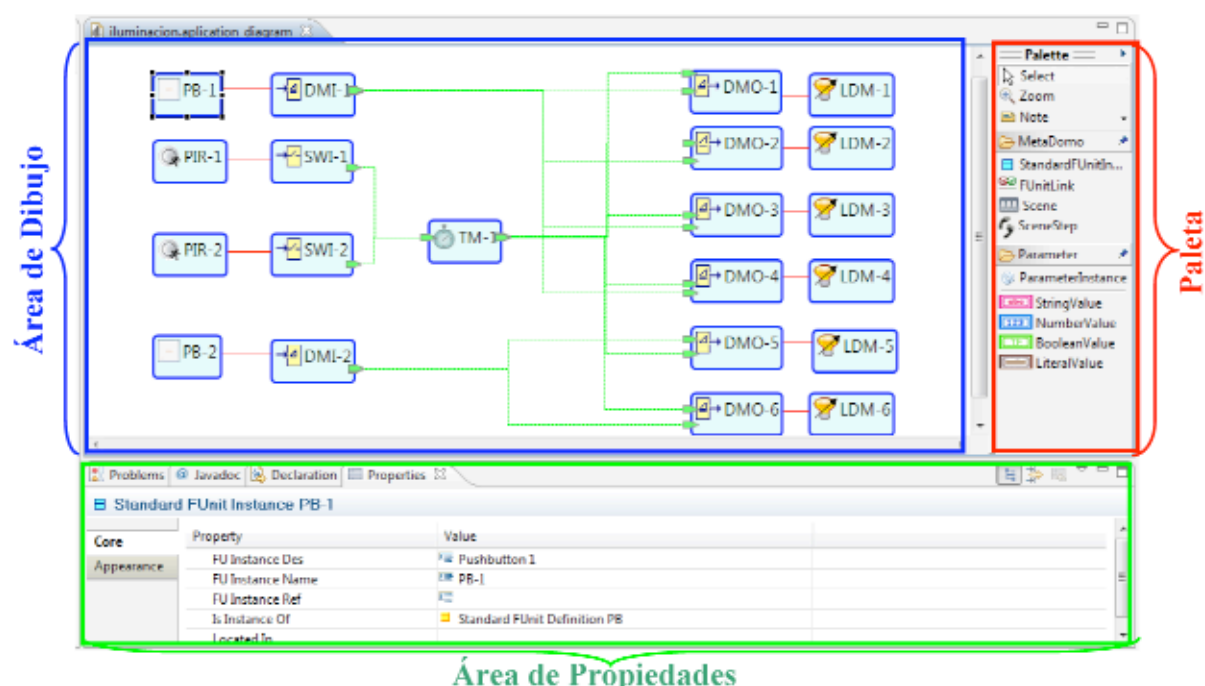 iluminacion.aplication_diagram
Área de Dibujo
PB-1
DMI-1
DMO-1
LDM-1
DMO-2
LDM-2
PIR-1
SWI-1
DMO-3
LDM-3
TM-1
PIR-2
SWI-2
DMO-4
LDM-4
PB-2
DMI-2
DMO-5
LDM-5
DMO-6
LDM-6
Palette
Select
Zoom
Note
MetaDomo
StandardFUnitIn...
FUnitLink
Scene
SceneStep
Parameter
ParameterInstance
StringValue
NumberValue
BooleanValue
LiteralValue
Paleta
Problems @ Javadoc Declaration Properties
Standard FUnit Instance PB-1
Core
Appearance
Property Value
FU Instance Des Pushbutton 1
FU Instance Name PB-1
FU Instance Ref
Is Instance Of Standard FUnit Definition PB
Located In
Área de Propiedades